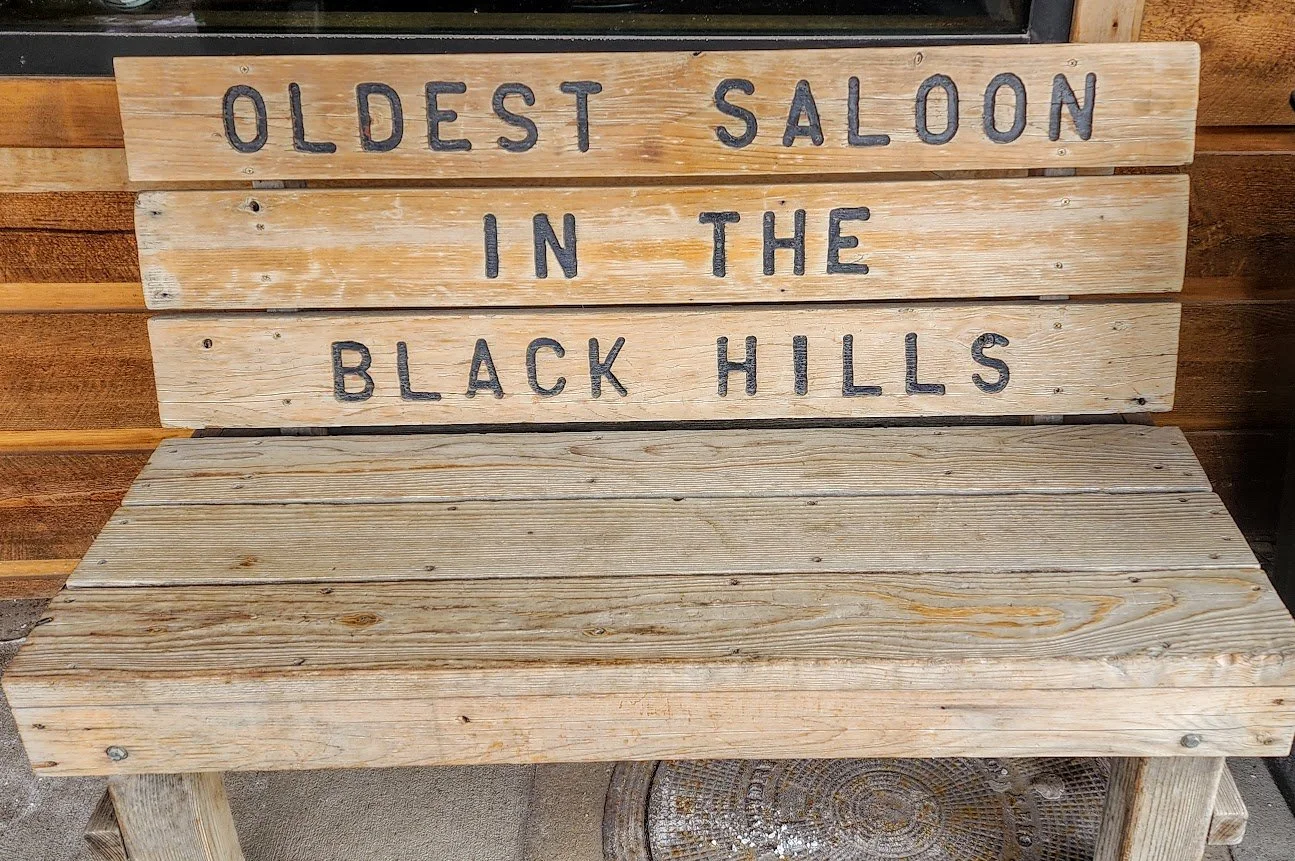 OLDEST SALOON
IN THE
BLACK HILLS